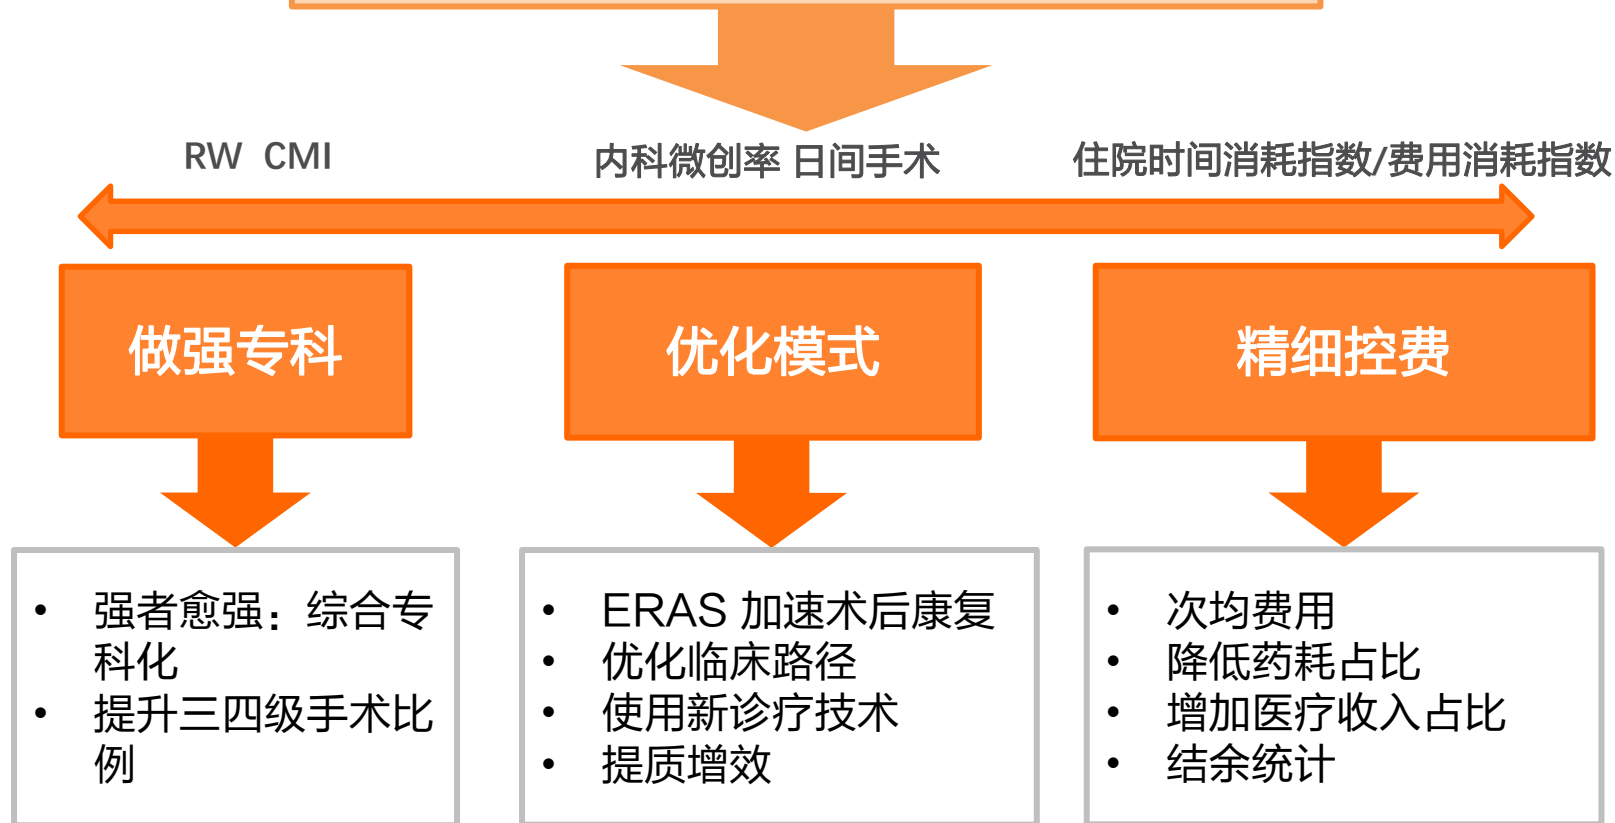 RW CMI
内科微创率 日间手术
住院时间消耗指数/费用消耗指数
做强专科
优化模式
精细控费
• 强者愈强：综合专
科化
• 提升三四级手术比
例
• ERAS 加速术后康复
• 优化临床路径
• 使用新诊疗技术
• 提质增效
• 次均费用
• 降低药耗占比
• 增加医疗收入占比
• 结余统计